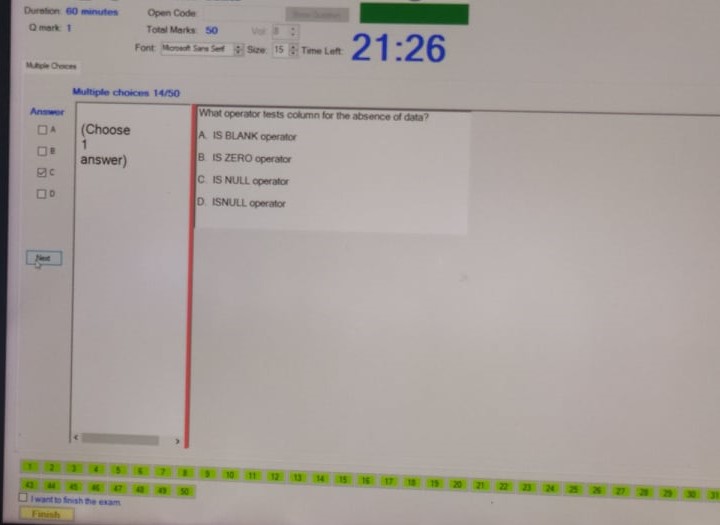 Duration: 60 minutes
Open Code:
Q mark: 1
Total Marks: 50
Vol: 8
Font: Microsoft Sans Serif Size: 15 Time Left: 21:26
Multiple Choices
Multiple choices 14/50
Answer
A
B
C
D
Next
(Choose
1
answer)
What operator tests column for the absence of data?
A. IS BLANK operator
B. IS ZERO operator
C. IS NULL operator
D. ISNULL operator
1 2 3 4 5 6 7 8 9 10 11 12 13 14 15 16 17 18 19 20 21 22 23 24 25 26 27 28 29 30 31
43 44 45 46 47 48 49 50
I want to finish the exam.
Finish